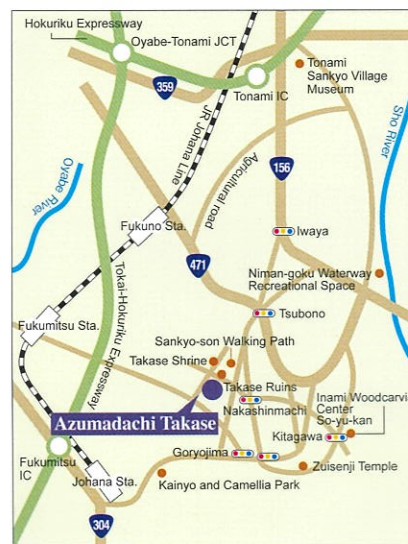 Hokuriku Expressway
Oyabe-Tonami JCT
Tonami
Sankyo Village
Museum
359
Tonami IC
JR Johana Line
Agricultural road
Sho River
156
Oyabe River
Fukuno Sta.
Iwaya
Tokai-Hokuriku Expressway
471
Niman-goku Waterway
Recreational Space
Tsubono
Fukumitsu Sta.
Sankyo-son Walking Path
Takase Shrine
Takase Ruins
Nakashinmachi
Inami Woodcarvi
Center
So-yu-kan
Azumadachi Takase
Kitagawa
Goryojima
Fukumitsu
IC
Johana Sta.
Zuisenji Temple
Kainyo and Camellia Park
304